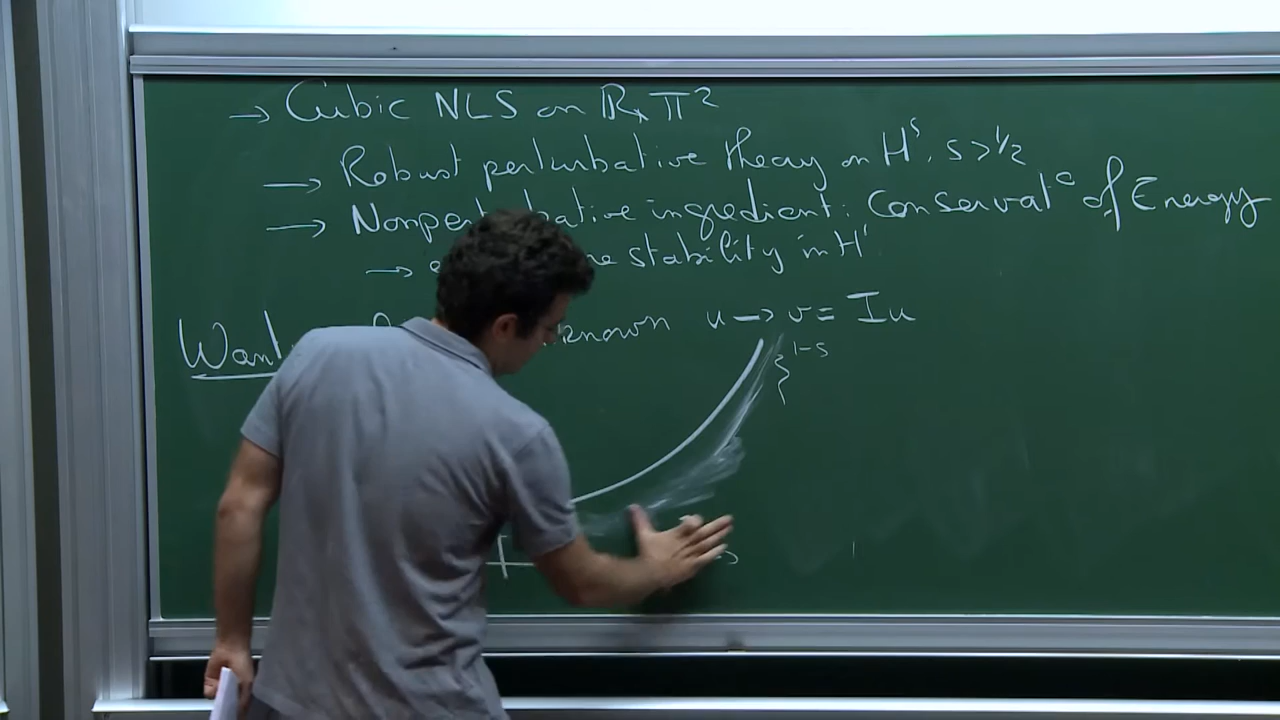 → Cubic NLS on ℝ×𝕋²
→ Robust perturbative theory on Hˢ, s>1/2
→ Nonperturbative ingredient: Conservat° of Energy
→ stability in H¹
Want known u → v = Iu
ξ^{1-s}